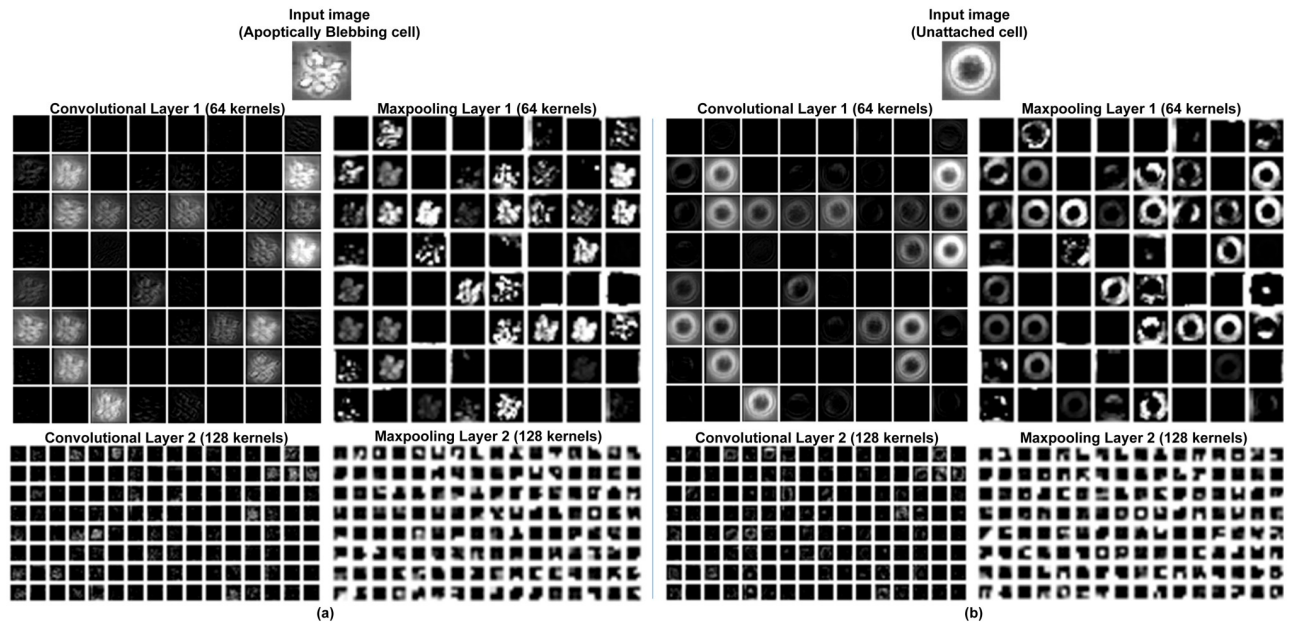 Input image
(Apoptically Blebbing cell)
Convolutional Layer 1 (64 kernels)
Maxpooling Layer 1 (64 kernels)
Convolutional Layer 2 (128 kernels)
Maxpooling Layer 2 (128 kernels)
(a)
Input image
(Unattached cell)
Convolutional Layer 1 (64 kernels)
Maxpooling Layer 1 (64 kernels)
Convolutional Layer 2 (128 kernels)
Maxpooling Layer 2 (128 kernels)
(b)